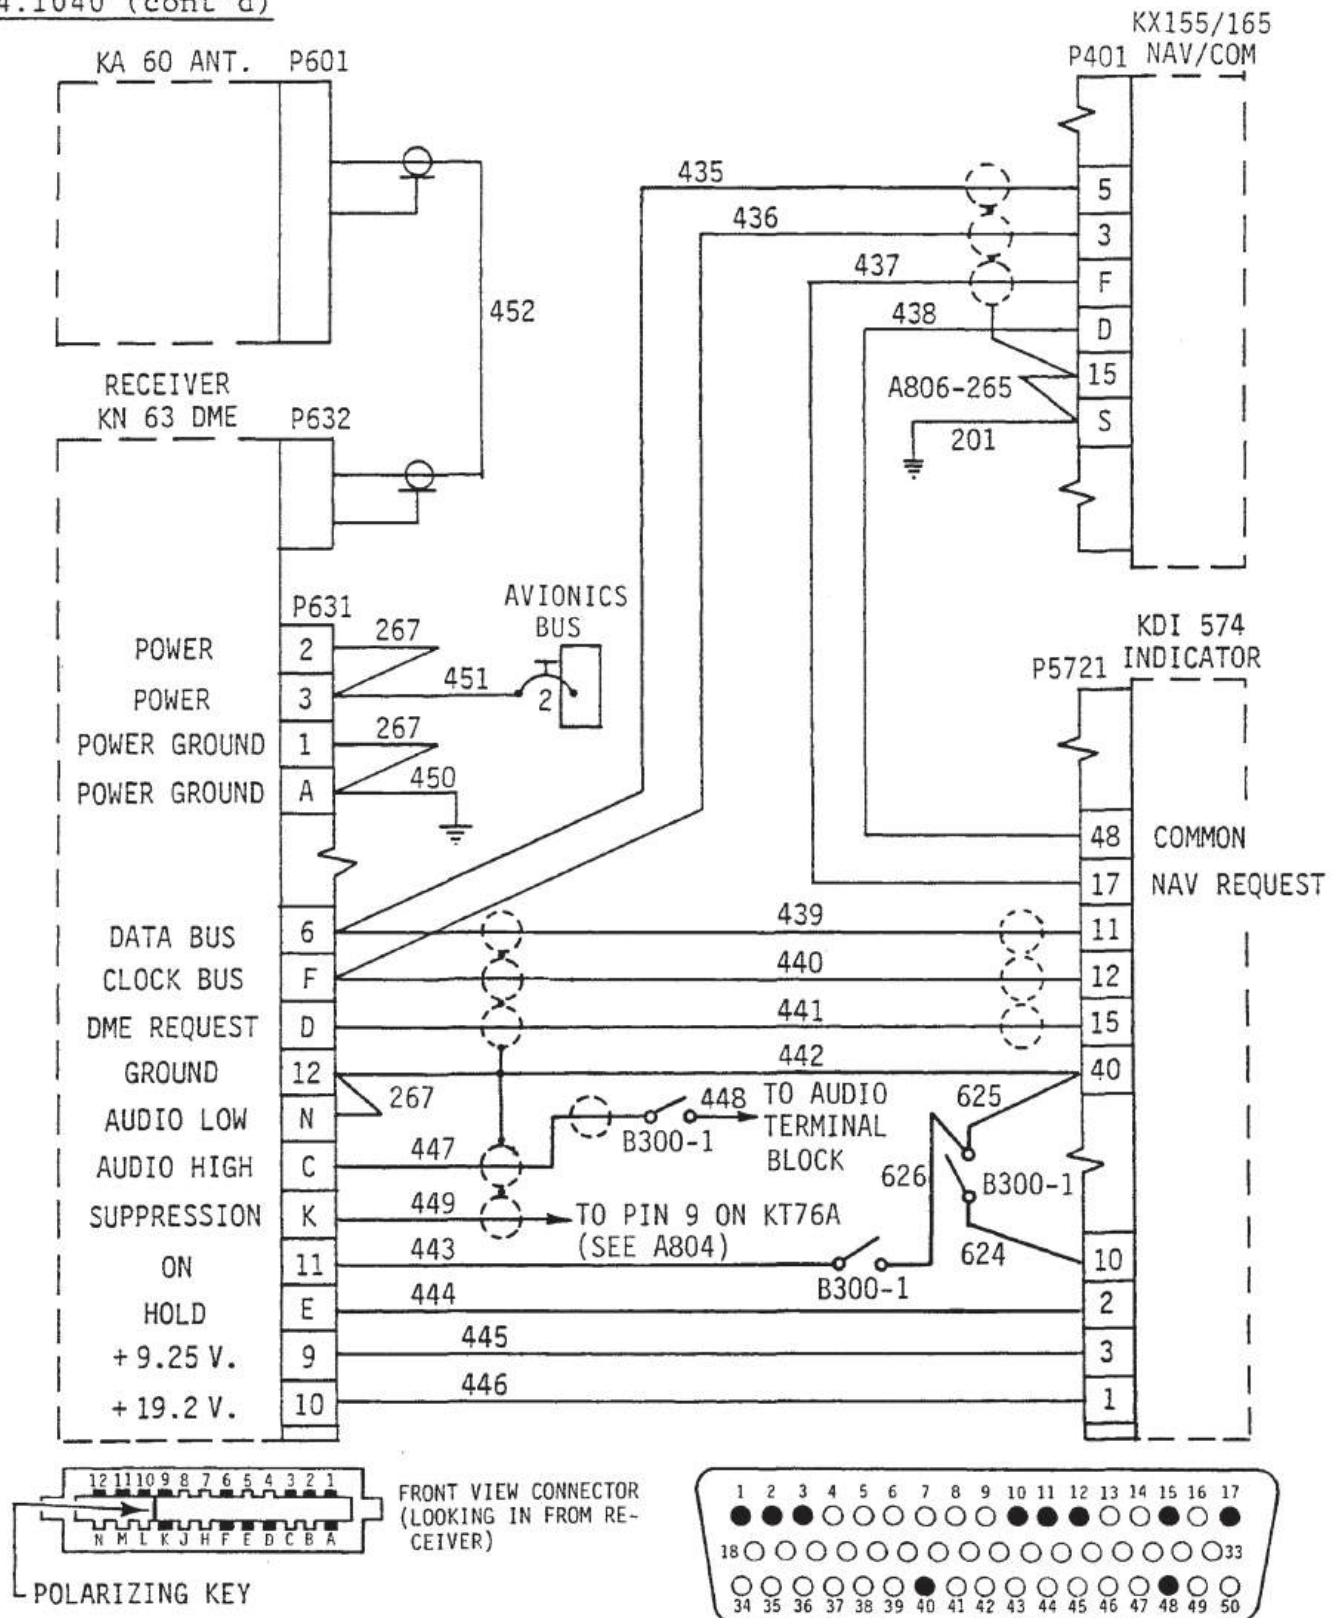 4.1040 (cont'd)
KX155/165
NAV/COM
P401
KA 60 ANT.
P601
435
5
436
3
437
F
438
D
452
15
A806-265
S
201
RECEIVER
KN 63 DME
P632
AVIONICS
BUS
P631
POWER
2
267
POWER
3
451
2
POWER GROUND
1
267
POWER GROUND
A
450
KDI 574
INDICATOR
P5721
48
COMMON
17
NAV REQUEST
DATA BUS
6
439
11
CLOCK BUS
F
440
12
DME REQUEST
D
441
15
GROUND
12
442
40
AUDIO LOW
N
267
448
TO AUDIO
TERMINAL
BLOCK
B300-1
625
AUDIO HIGH
C
447
626
B300-1
SUPPRESSION
K
449
TO PIN 9 ON KT76A
(SEE A804)
624
ON
11
443
B300-1
10
HOLD
E
444
2
+9.25 V.
9
445
3
+19.2 V.
10
446
1
12 11 10 9 8 7 6 5 4 3 2 1
N M L K J H F E D C B A
FRONT VIEW CONNECTOR
(LOOKING IN FROM RE-
CEIVER)
POLARIZING KEY
1 2 3 4 5 6 7 8 9 10 11 12 13 14 15 16 17
18 33
34 35 36 37 38 39 40 41 42 43 44 45 46 47 48 49 50